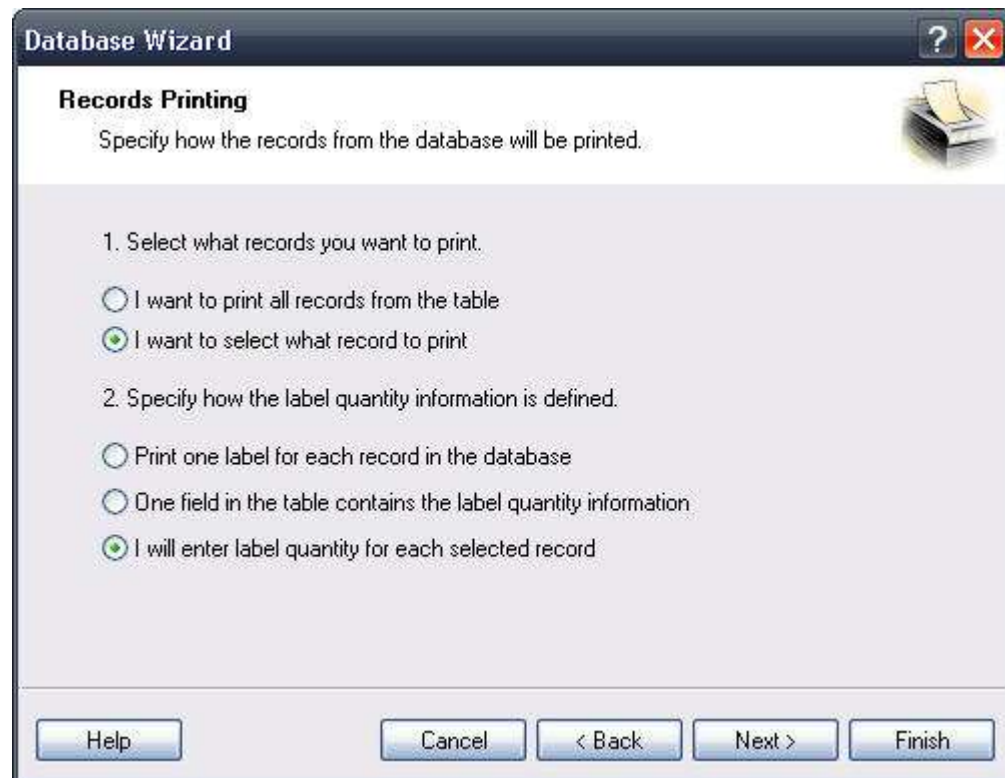 Database Wizard
?
Records Printing
Specify how the records from the database will be printed.
1. Select what records you want to print.
I want to print all records from the table
I want to select what record to print
2. Specify how the label quantity information is defined.
Print one label for each record in the database
One field in the table contains the label quantity information
I will enter label quantity for each selected record
Help
Cancel
< Back
Next >
Finish